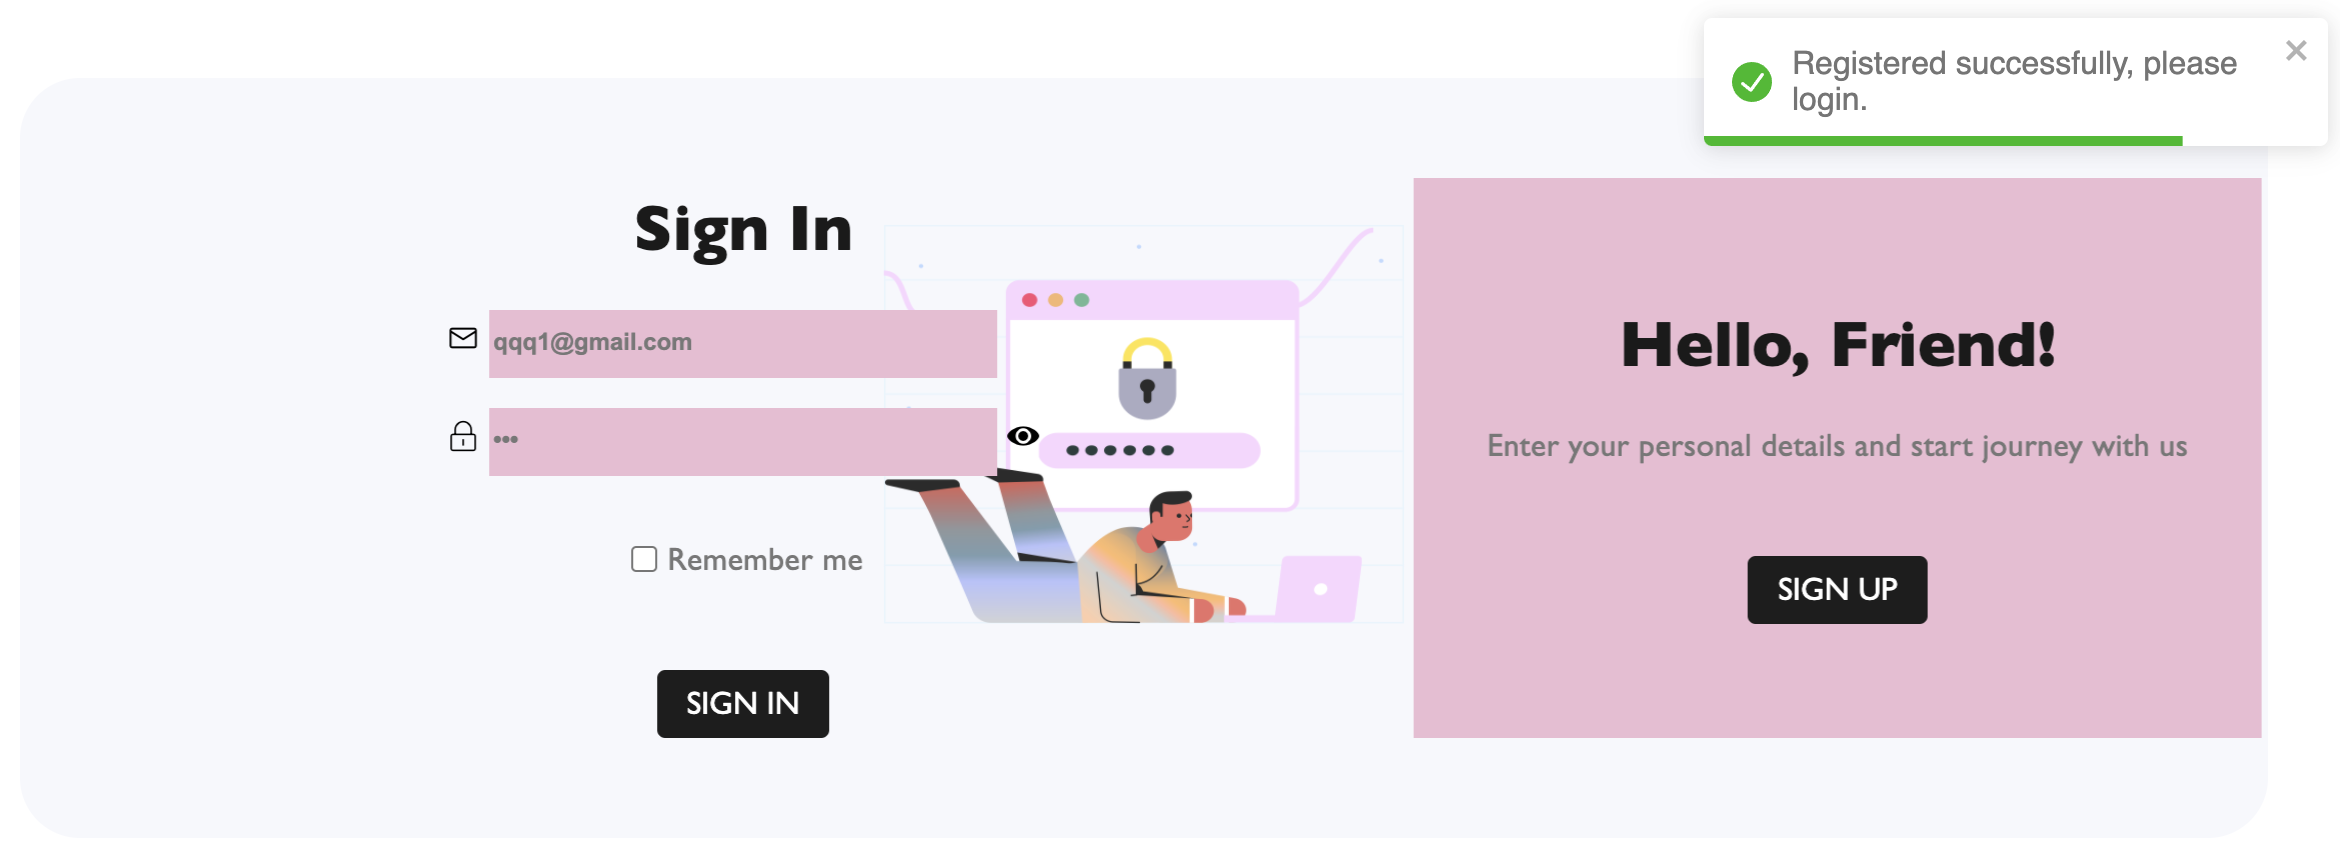 Registered successfully, please
login.
Sign In
qqq1@gmail.com
•••
Remember me
SIGN IN
Hello, Friend!
Enter your personal details and start journey with us
SIGN UP